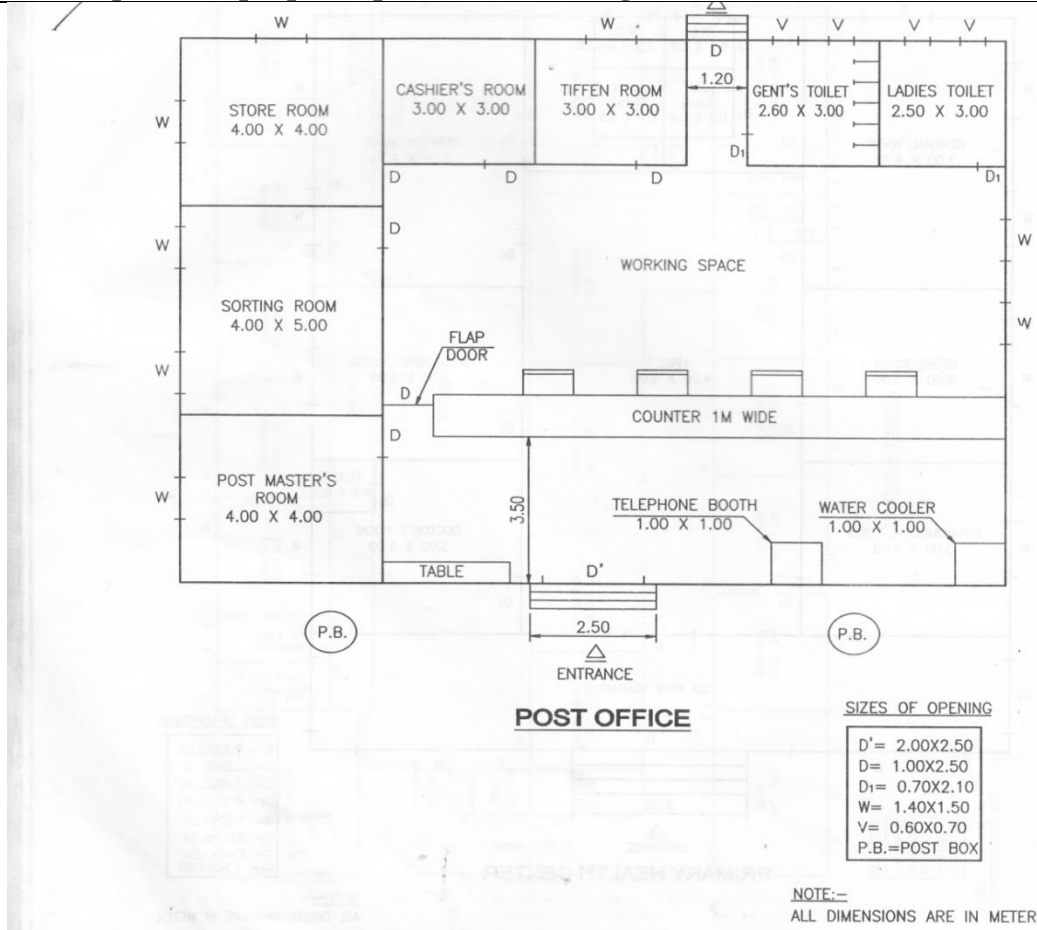 W
W
V
V
V
V
D
1.20
STORE ROOM
4.00 X 4.00
CASHIER'S ROOM
3.00 X 3.00
TIFFEN ROOM
3.00 X 3.00
GENT'S TOILET
2.60 X 3.00
LADIES TOILET
2.50 X 3.00
W
D1
D
D
D
D1
D
W
W
WORKING SPACE
SORTING ROOM
4.00 X 5.00
W
FLAP
DOOR
W
D
COUNTER 1M WIDE
D
POST MASTER'S
ROOM
4.00 X 4.00
W
3.50
TELEPHONE BOOTH
1.00 X 1.00
WATER COOLER
1.00 X 1.00
TABLE
D'
P.B.
2.50
P.B.
ENTRANCE
POST OFFICE
SIZES OF OPENING
D'= 2.00X2.50
D= 1.00X2.50
D1= 0.70X2.10
W= 1.40X1.50
V= 0.60X0.70
P.B.=POST BOX
NOTE:-
ALL DIMENSIONS ARE IN METER